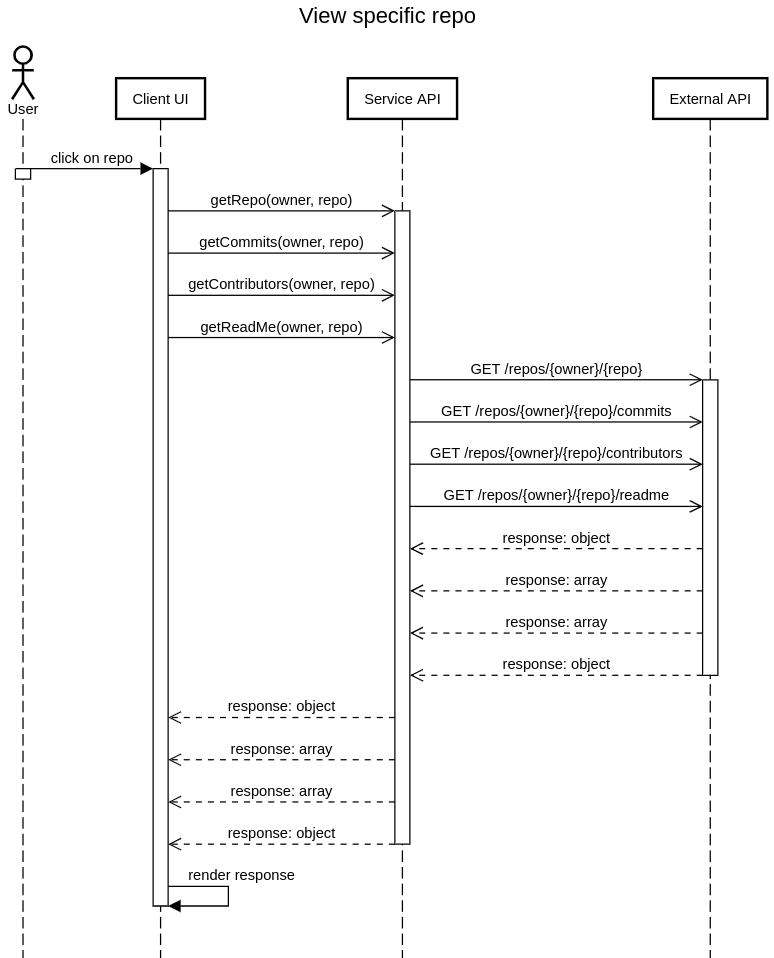 View specific repo
User
Client UI
Service API
External API
click on repo
getRepo(owner, repo)
getCommits(owner, repo)
getContributors(owner, repo)
getReadMe(owner, repo)
GET /repos/{owner}/{repo}
GET /repos/{owner}/{repo}/commits
GET /repos/{owner}/{repo}/contributors
GET /repos/{owner}/{repo}/readme
response: object
response: array
response: array
response: object
response: object
response: array
response: array
response: object
render response